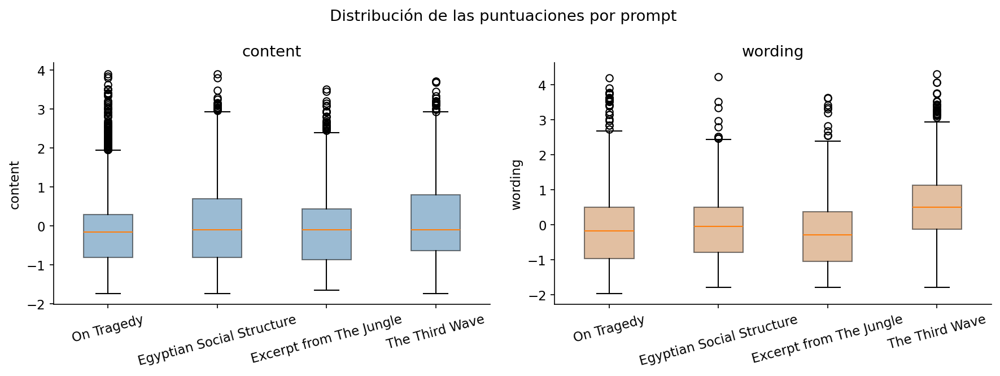 Distribución de las puntuaciones por prompt
content
content
4
3
2
1
0
−1
−2
On Tragedy
Egyptian Social Structure
Excerpt from The Jungle
The Third Wave
wording
wording
4
3
2
1
0
−1
−2
On Tragedy
Egyptian Social Structure
Excerpt from The Jungle
The Third Wave